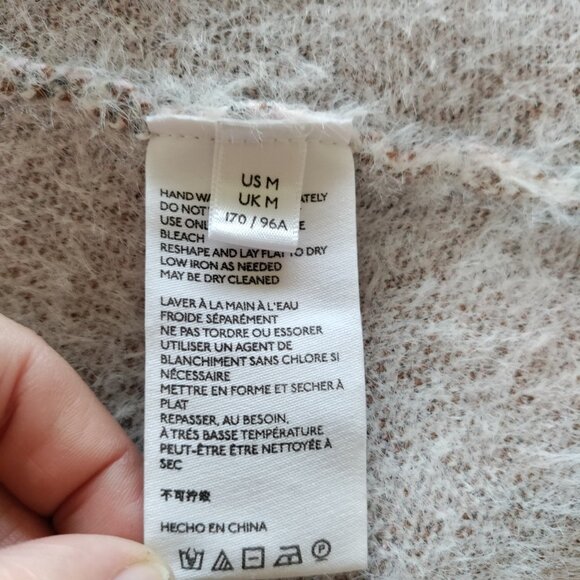 US M
UK M
170 / 96A
HAND WA ATELY
DO NOT
USE ONL E
BLEACH
RESHAPE AND LAY FLAT TO DRY
LOW IRON AS NEEDED
MAY BE DRY CLEANED
LAVER À LA MAIN À L'EAU
FROIDE SÉPARÉMENT
NE PAS TORDRE OU ESSORER
UTILISER UN AGENT DE
BLANCHIMENT SANS CHLORE SI
NÉCESSAIRE
METTRE EN FORME ET SECHER À
PLAT
REPASSER, AU BESOIN,
À TRÉS BASSE TEMPÉRATURE
PEUT-ÊTRE ÊTRE NETTOYÉE À
SEC
不可拧绞
HECHO EN CHINA
P